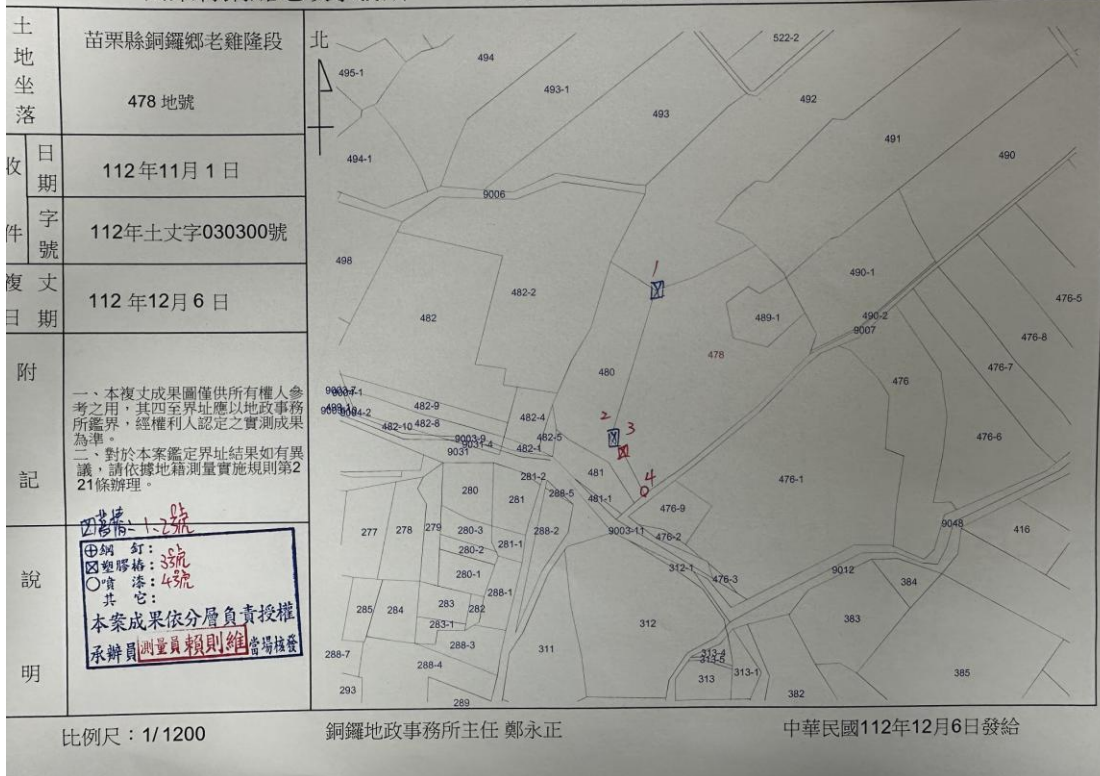 土地坐落
苗栗縣銅鑼鄉老雞隆段
478 地號
收件
日期
112年11月1日
字號
112年土丈字030300號
複丈日期
112年12月6日
附記
一、本複丈成果圖僅供所有權人參
考之用，其四至界址應以地政事務
所鑑界，經權利人認定之實測成果
為準。
二、對於本案鑑定界址結果如有異
議，請依據地籍測量實施規則第2
21條辦理。
說明
⊕鋼釘：
⊠塑膠樁：3號
○噴漆：4號
其它：
本案成果依分層負責授權
承辦員測量員賴則維當場核發
北
522-2
494
495-1
493-1
492
493
491
490
494-1
9006
498
1
490-1
482-2
476-5
482
489-1
490-2
9007
476-8
478
476-7
480
476
482-9
482-4
2
482-10
482-8
3
9003-9
9031-4
482-5
476-6
9031
482-1
481
4
476-1
281-2
280
281
288-5
481-1
476-9
9048
277
278
279
280-3
288-2
9003-11
476-2
416
280-2
281-1
312-1
9012
280-1
476-3
384
288-1
285
284
283
282
383
283-1
312
288-3
311
288-7
288-4
313-4
313-5
313-1
385
313
293
289
382
比例尺：1/1200
銅鑼地政事務所主任 鄭永正
中華民國112年12月6日發給